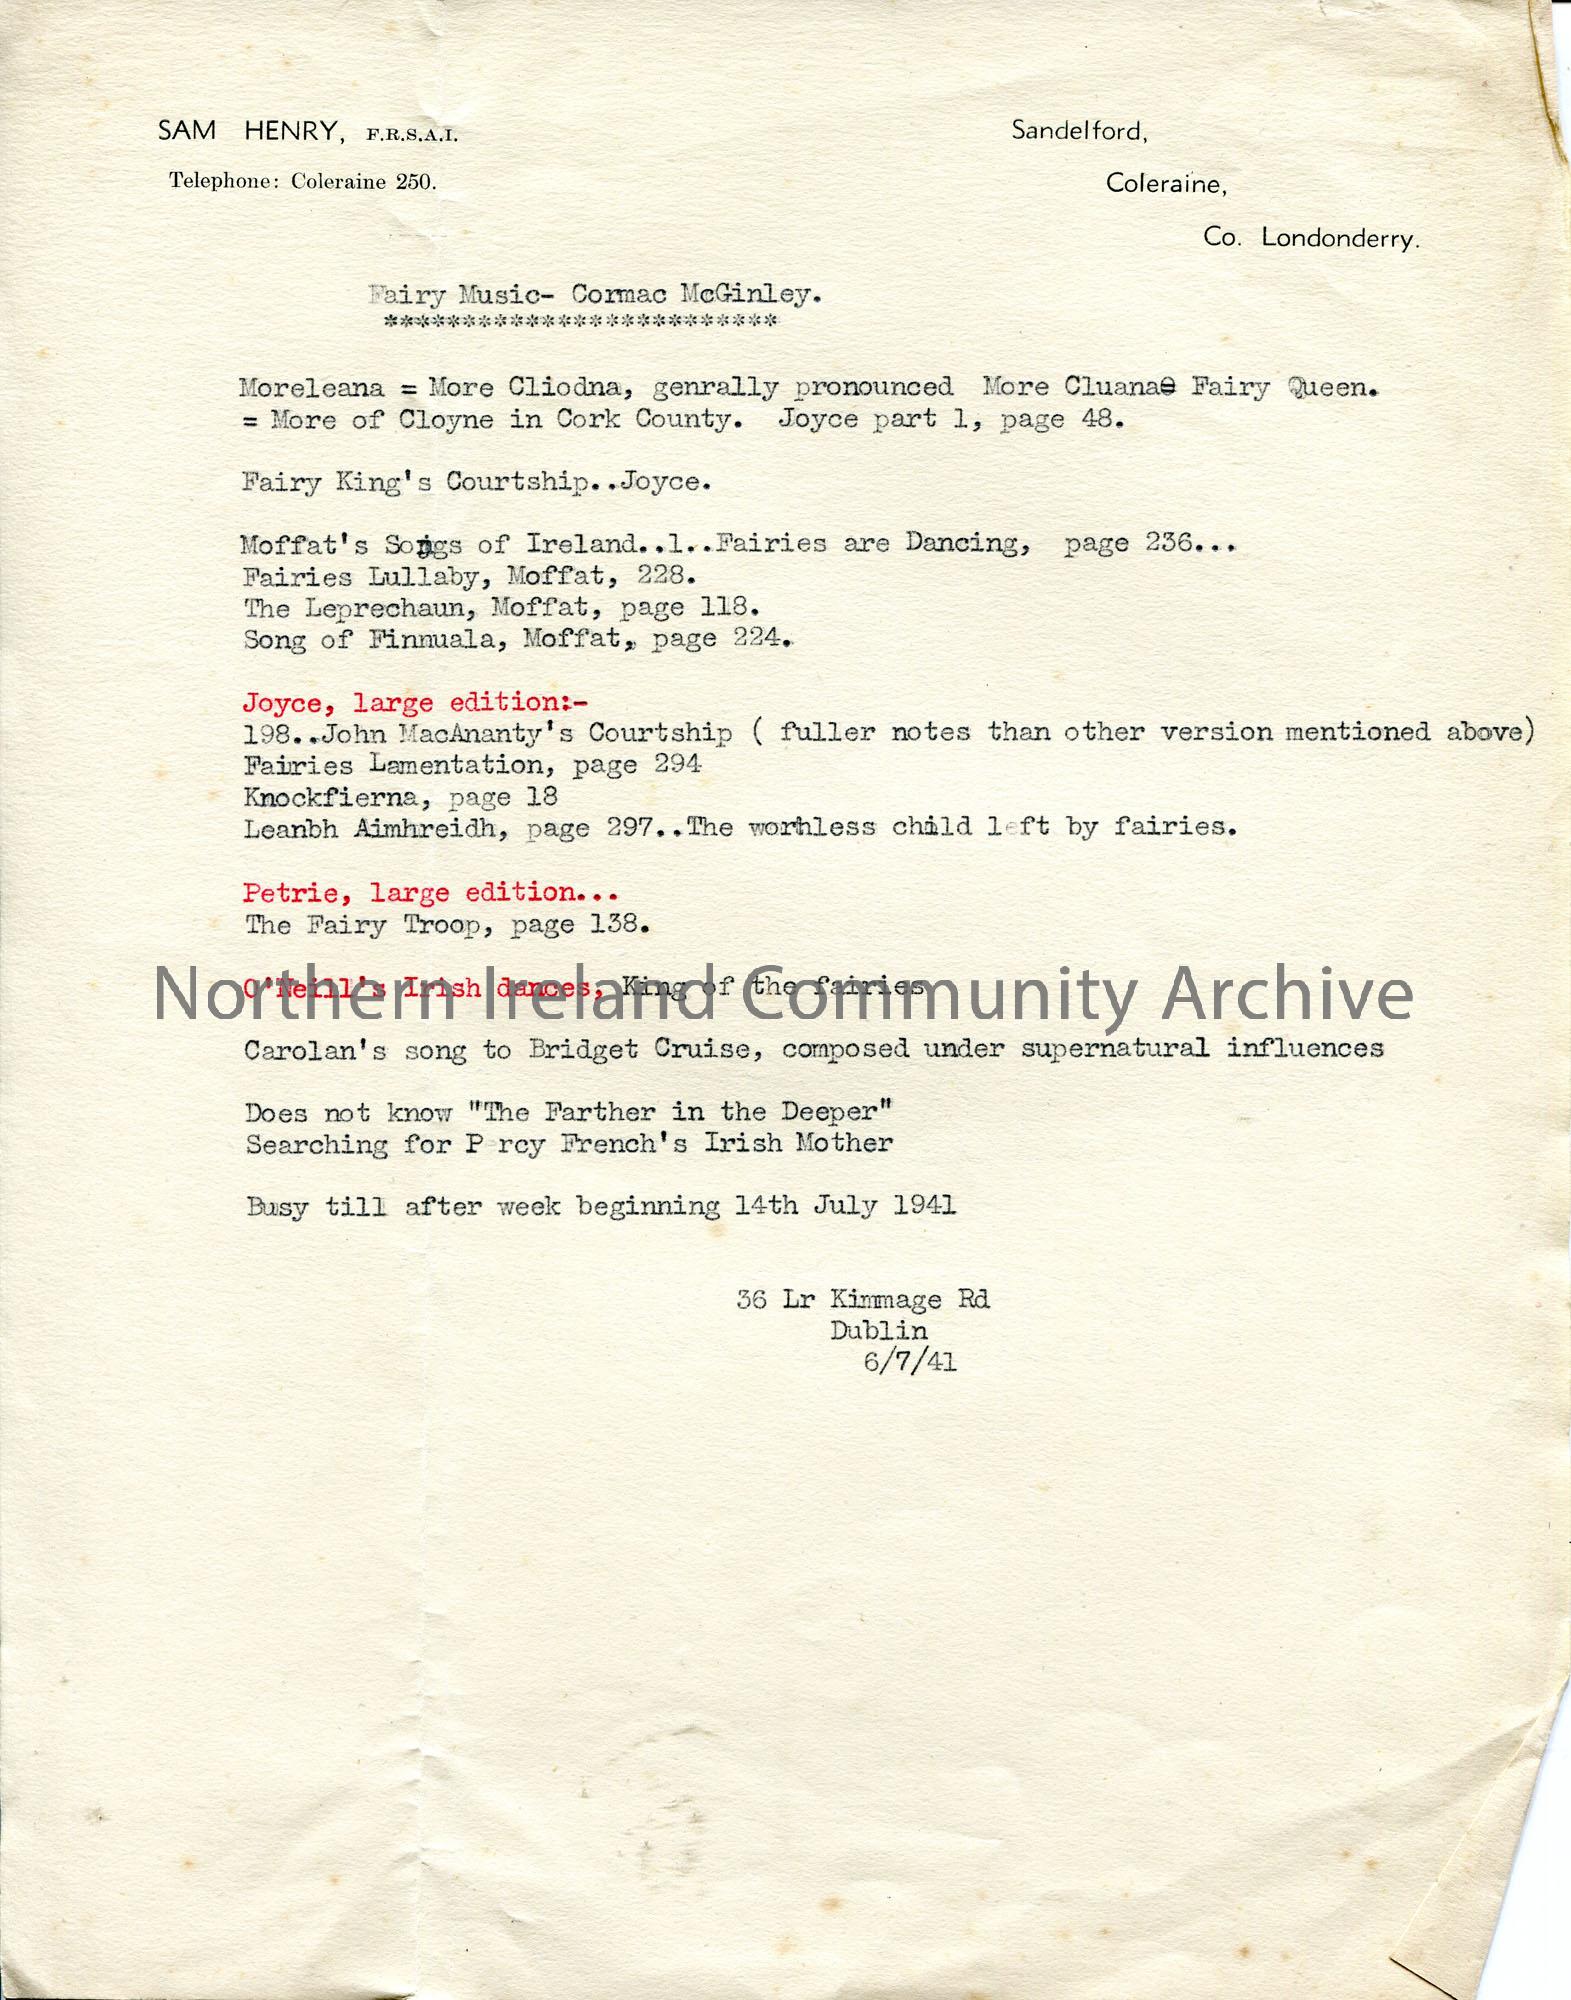 SAM HENRY, F.R.S.A.I.
Telephone: Coleraine 250.
Sandelford,
Coleraine,
Co. Londonderry.
Fairy Music- Cormac McGinley.
*************************
Moreleana = More Cliodna, genrally pronounced More Cluana= Fairy Queen.
= More of Cloyne in Cork County. Joyce part 1, page 48.
Fairy King's Courtship..Joyce.
Moffat's Songs of Ireland..1..Fairies are Dancing, page 236...
Fairies Lullaby, Moffat, 228.
The Leprechaun, Moffat, page 118.
Song of Finnuala, Moffat, page 224.
Joyce, large edition:-
198..John MacAnanty's Courtship ( fuller notes than other version mentioned above)
Fairies Lamentation, page 294
Knockfierna, page 18
Leanbh Aimhreidh, page 297..The worthless child left by fairies.
Petrie, large edition...
The Fairy Troop, page 138.
O'Neill's Irish dances, King of the fairies
Northern Ireland Community Archive
Carolan's song to Bridget Cruise, composed under supernatural influences
Does not know "The Farther in the Deeper"
Searching for P rcy French's Irish Mother
Busy till after week beginning 14th July 1941
36 Lr Kimmage Rd
Dublin
6/7/41